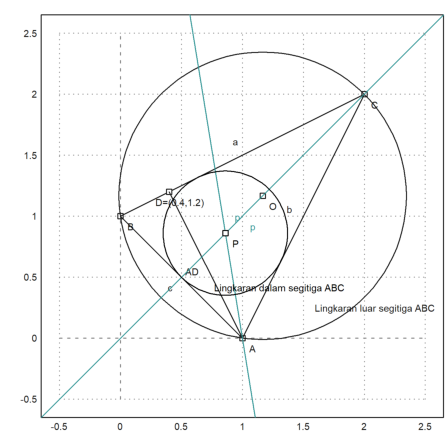 2.5
2
C
a
1.5
D=(0.4,1.2)
O
b
1
B
p
p
P
AD
0.5
c
Lingkaran dalam segitiga ABC
Lingkaran luar segitiga ABC
0
A
-0.5
-0.5 0 0.5 1 1.5 2 2.5